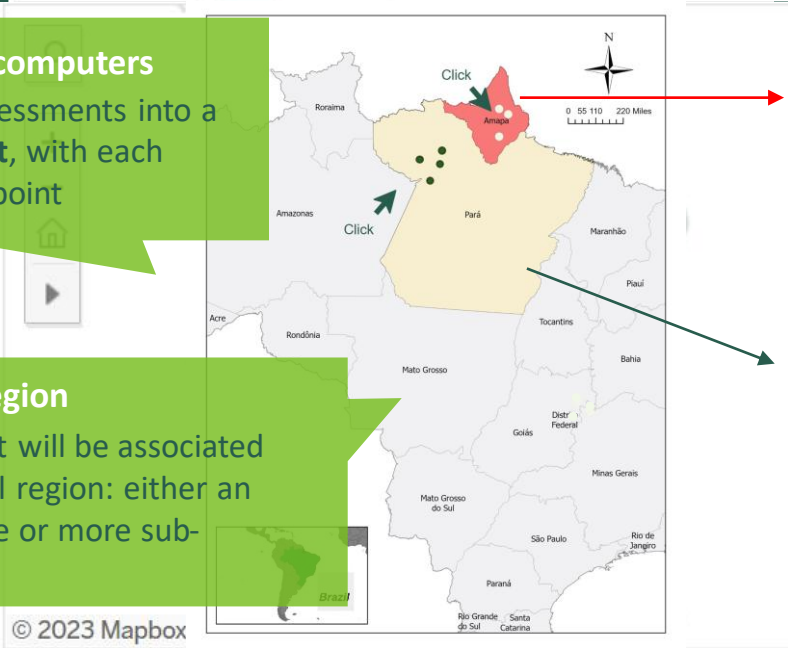 computers
essments into a
t, with each
point
egion
t will be associated
l region: either an
e or more sub-
N
0 55 110 220 Miles
Click
Click
Roraima
Amapa
Amazonas
Pará
Maranhão
Piauí
Acre
Rondônia
Tocantins
Mato Grosso
Bahia
Distr
Federal
Goiás
Minas Gerais
Mato Grosso
do Sul
São Paulo
Rio de
Jangiro
Paraná
Rio Grande
do Sul
Santa
Catarina
Brazil
© 2023 Mapbox